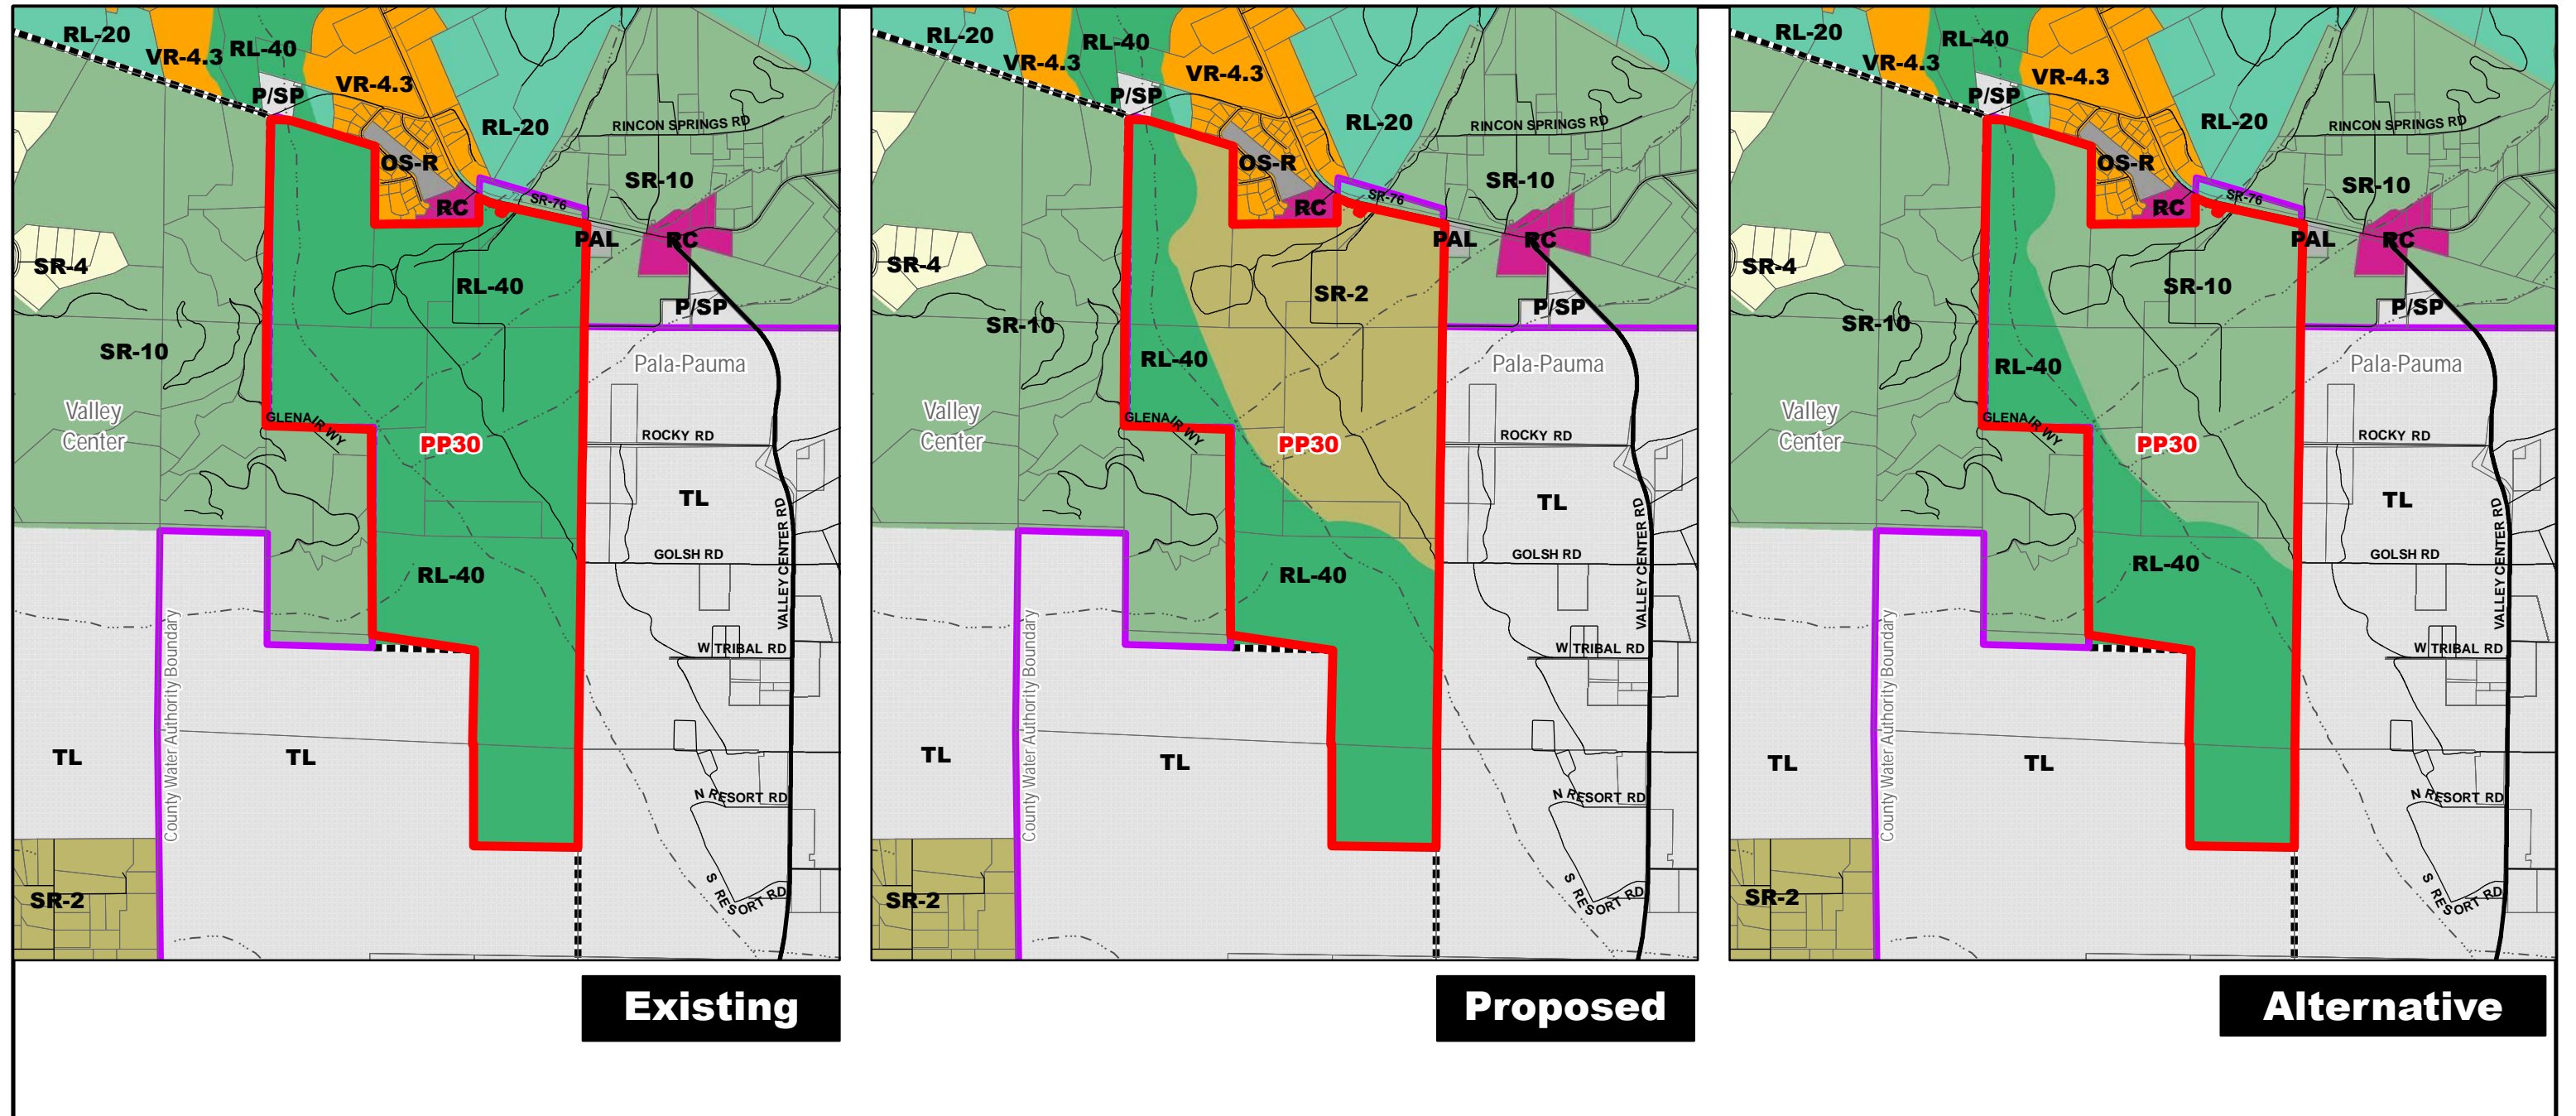 RL-20
VR-4.3
RL-40
VR-4.3
P/SP
RL-20
RINCON SPRINGS RD
OS-R
SR-10
RC
SR-76
PAL
RC
SR-4
RL-40
P/SP
SR-10
Pala-Pauma
Valley
Center
GLENAIR WY
PP30
ROCKY RD
TL
VALLEY CENTER RD
GOLSH RD
RL-40
County Water Authority Boundary
W TRIBAL RD
TL
TL
N RESORT RD
S RESORT RD
SR-2
Existing
RL-20
VR-4.3
RL-40
VR-4.3
P/SP
RL-20
RINCON SPRINGS RD
OS-R
SR-10
RC
SR-76
PAL
RC
SR-4
SR-2
P/SP
SR-10
RL-40
Pala-Pauma
Valley
Center
GLENAIR WY
PP30
ROCKY RD
TL
VALLEY CENTER RD
GOLSH RD
RL-40
County Water Authority Boundary
W TRIBAL RD
TL
TL
N RESORT RD
S RESORT RD
SR-2
Proposed
RL-20
VR-4.3
RL-40
VR-4.3
P/SP
RL-20
RINCON SPRINGS RD
OS-R
SR-10
RC
SR-76
PAL
RC
SR-4
SR-10
P/SP
SR-10
RL-40
Pala-Pauma
Valley
Center
GLENAIR WY
PP30
ROCKY RD
TL
VALLEY CENTER RD
GOLSH RD
RL-40
County Water Authority Boundary
W TRIBAL RD
TL
TL
N RESORT RD
S RESORT RD
SR-2
Alternative